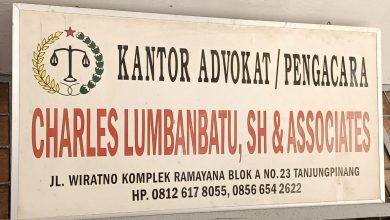 KANTOR ADVOKAT/PENGACARA
CHARLES LUMBANBATU, SH & ASSOCIATES
JL. WIRATNO KOMPLEK RAMAYANA BLOK A NO.23 TANJUNGPINANG
HP. 0812 617 8055, 0856 654 2622